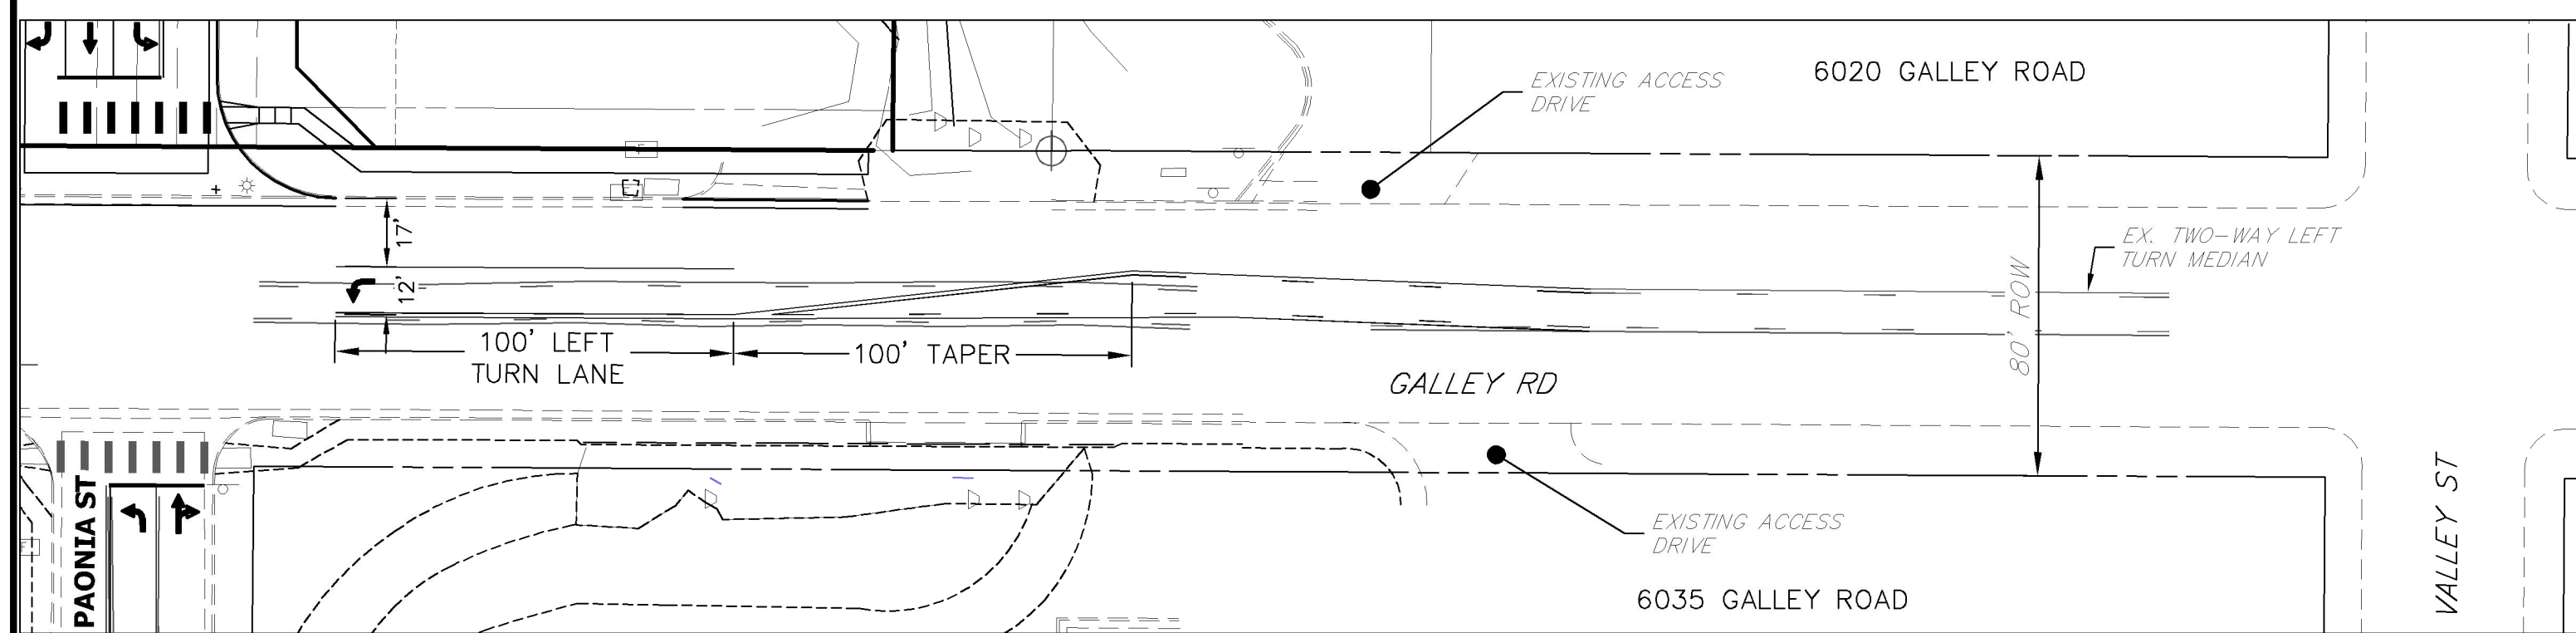 6020 GALLEY ROAD
EXISTING ACCESS
DRIVE
17'
12'
EX. TWO-WAY LEFT
TURN MEDIAN
80' ROW
100' LEFT
TURN LANE
100' TAPER
GALLEY RD
PAONIA ST
EXISTING ACCESS
DRIVE
6035 GALLEY ROAD
VALLEY ST